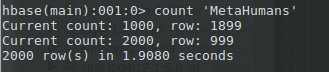 hbase(main):001:0> count 'MetaHumans'
Current count: 1000, row: 1899
Current count: 2000, row: 999
2000 row(s) in 1.9080 seconds